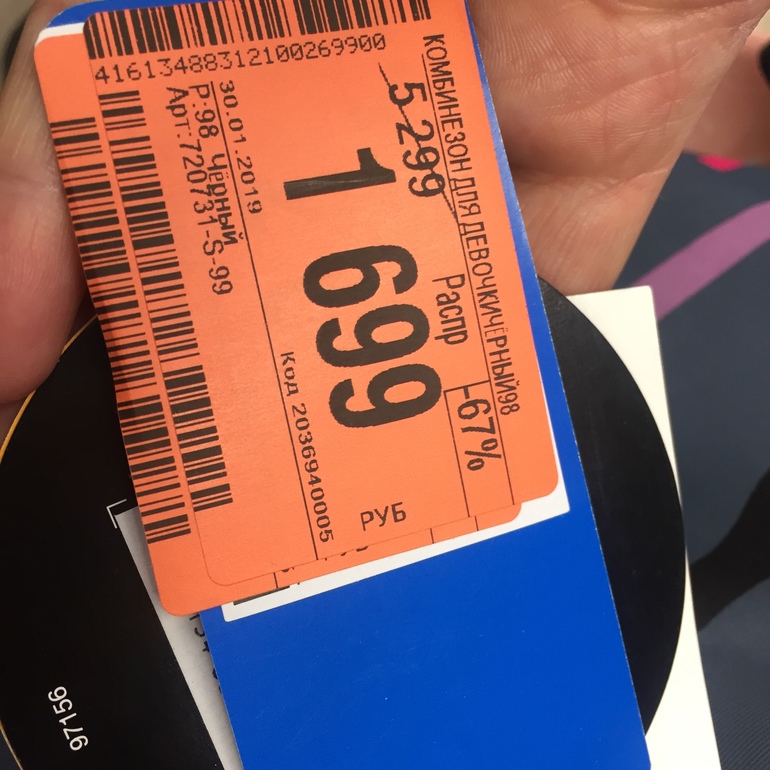 КОМБИНЕЗОН ДЛЯ ДЕВОЧКИЧЁРНЫЙ98
5 299
Распр
-67%
1 699
РУБ
30.01.2019
Код 2036940005
Р:98 Чёрный
Арт:720731-S-99
41613488312100269900
97156